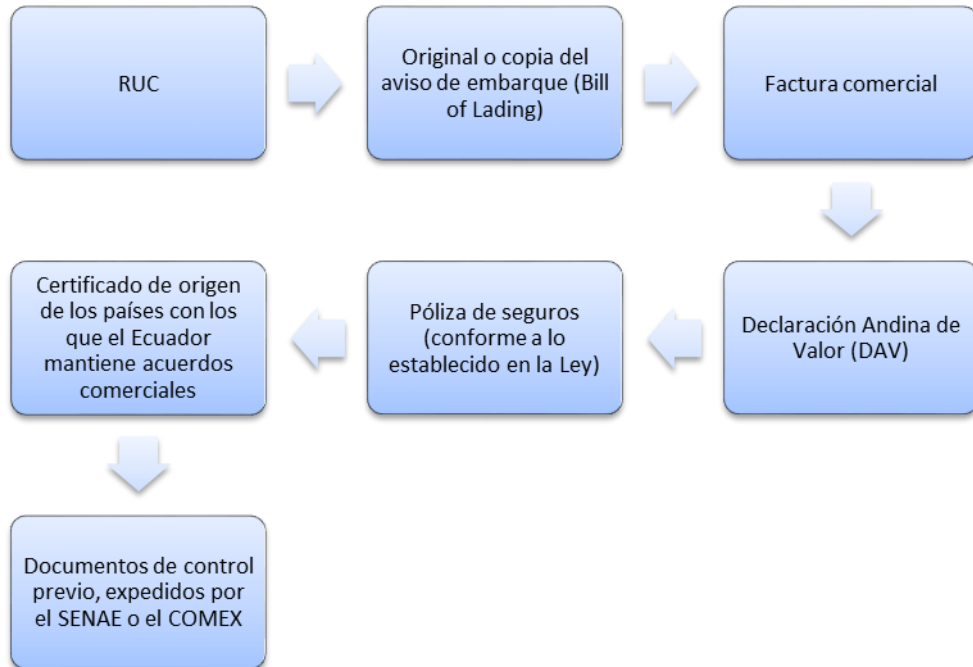 RUC
Original o copia del
aviso de embarque (Bill
of Lading)
Factura comercial
Declaración Andina de
Valor (DAV)
Póliza de seguros
(conforme a lo
establecido en la Ley)
Certificado de origen
de los países con los
que el Ecuador
mantiene acuerdos
comerciales
Documentos de control
previo, expedidos por
el SENAE o el COMEX